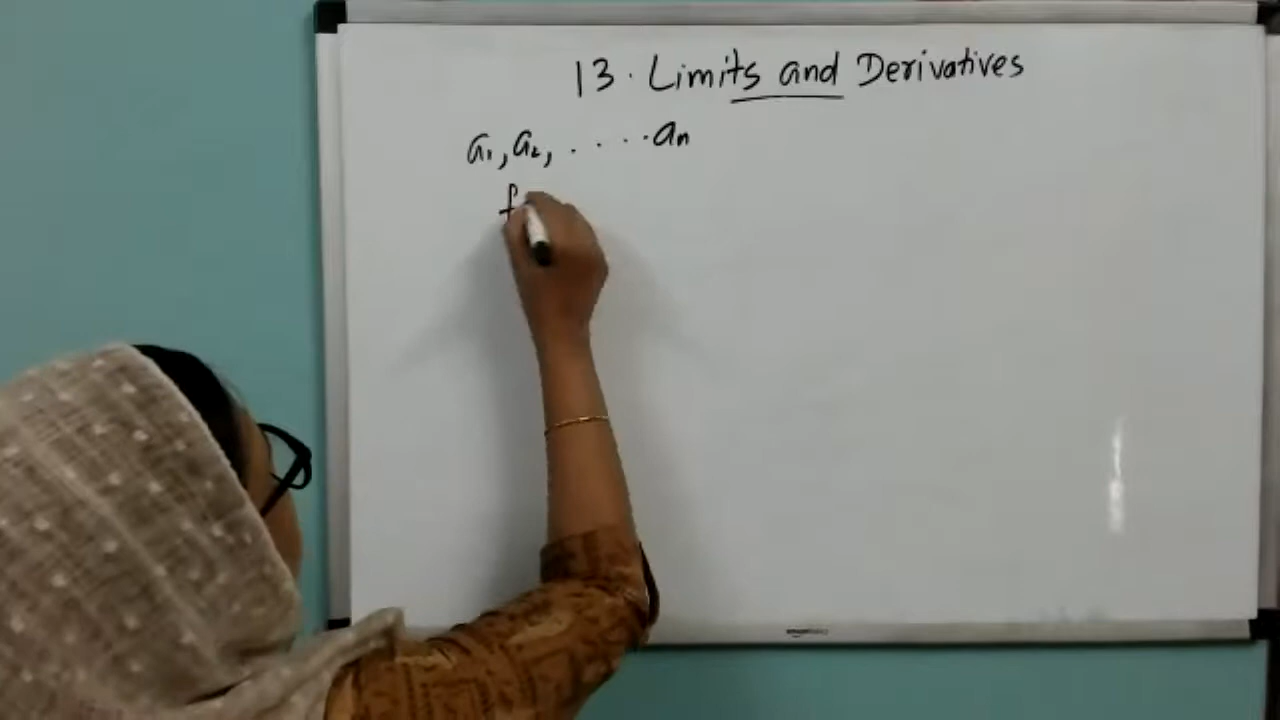 13. Limits and Derivatives
a₁, a₂, . . . . aₙ
f